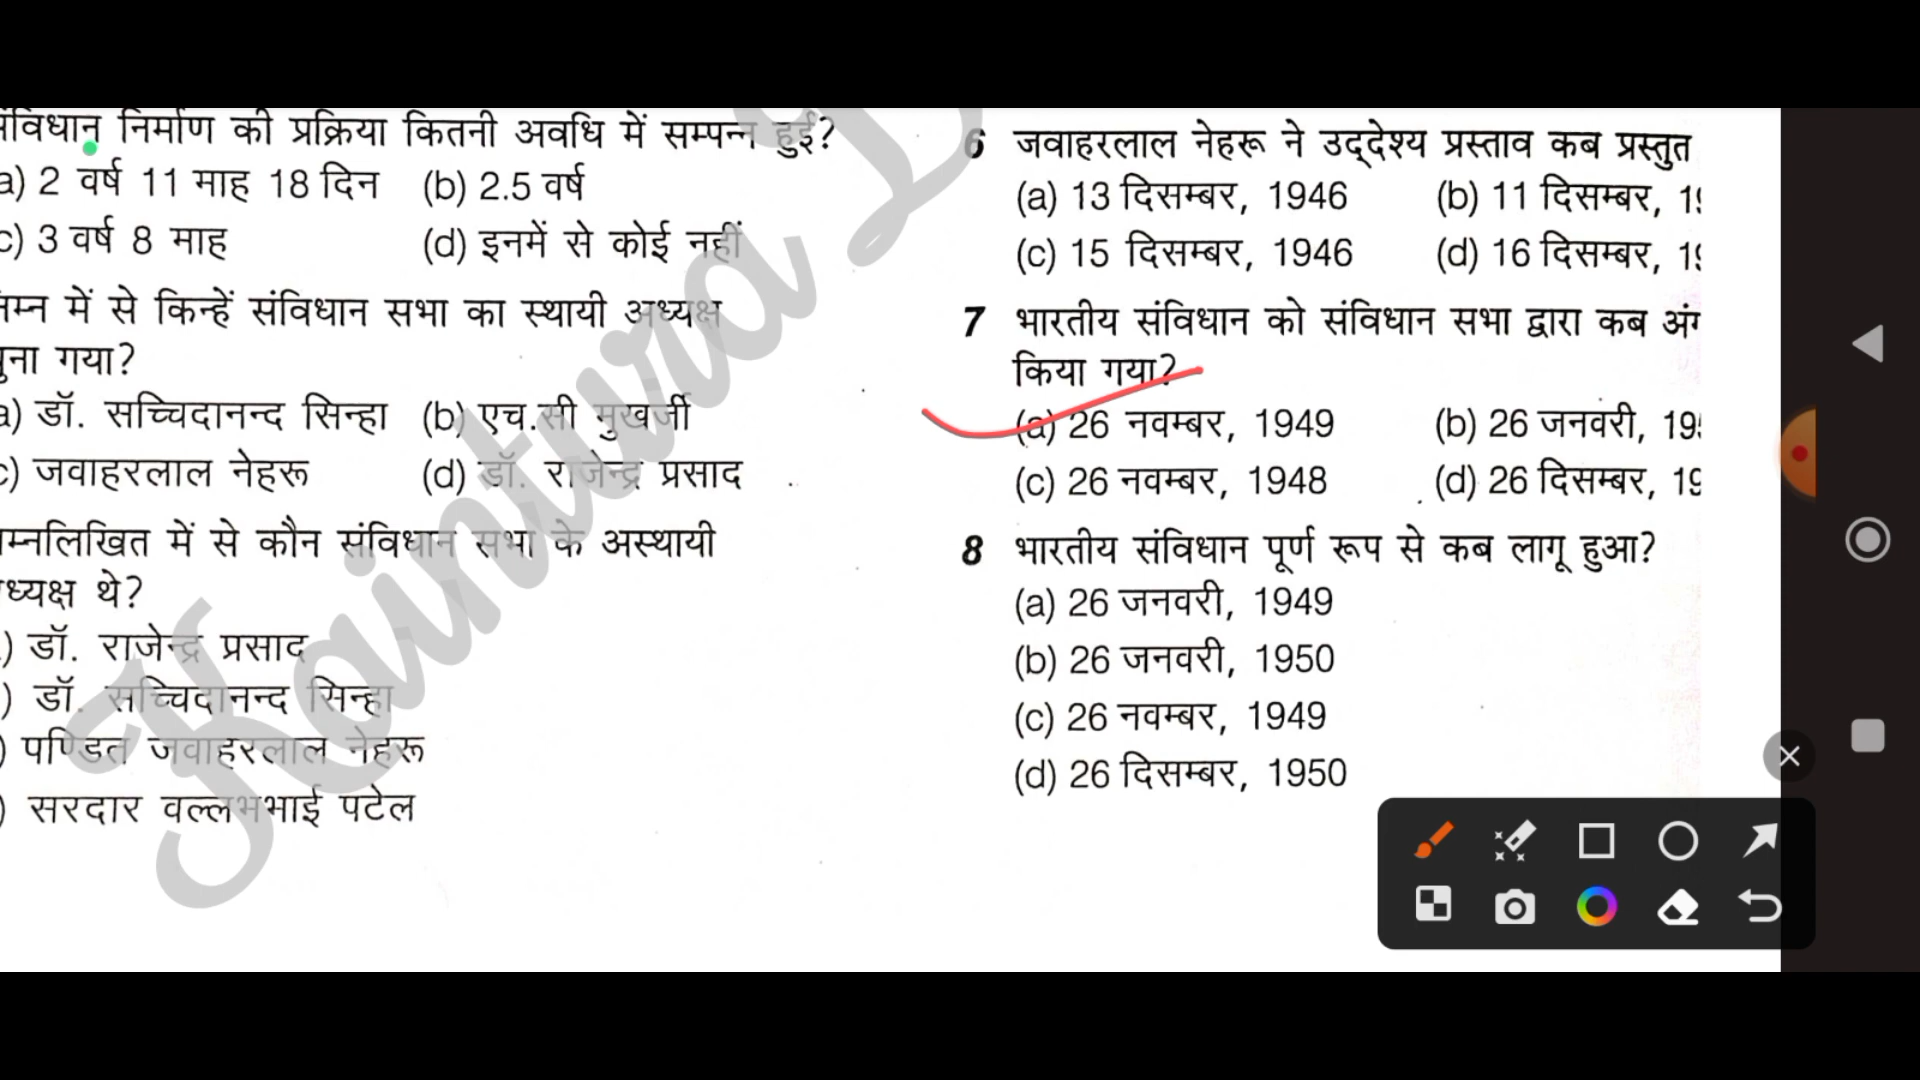 संविधान निर्माण की प्रक्रिया कितनी अवधि में सम्पन्न हुई?
a) 2 वर्ष 11 माह 18 दिन (b) 2.5 वर्ष
c) 3 वर्ष 8 माह (d) इनमें से कोई नहीं
में से किन्हें संविधान सभा का स्थायी अध्यक्ष
गया?
a) डॉ. सच्चिदानन्द सिन्हा (b) एच.सी मुखर्जी
c) जवाहरलाल नेहरू (d) डॉ. राजेन्द्र प्रसाद
में से कौन संविधान सभा के अस्थायी
थे?
) डॉ. राजेन्द्र प्रसाद
) डॉ. सच्चिदानन्द सिन्हा
) पण्डित जवाहरलाल नेहरू
) सरदार वल्लभभाई पटेल
6 जवाहरलाल नेहरू ने उद्देश्य प्रस्ताव कब प्रस्तुत
(a) 13 दिसम्बर, 1946 (b) 11 दिसम्बर,
(c) 15 दिसम्बर, 1946 (d) 16 दिसम्बर,
7 भारतीय संविधान को संविधान सभा द्वारा कब
किया गया?
(a) 26 नवम्बर, 1949 (b) 26 जनवरी,
(c) 26 नवम्बर, 1948 (d) 26 दिसम्बर,
8 भारतीय संविधान पूर्ण रूप से कब लागू हुआ?
(a) 26 जनवरी, 1949
(b) 26 जनवरी, 1950
(c) 26 नवम्बर, 1949
(d) 26 दिसम्बर, 1950
Kaintura